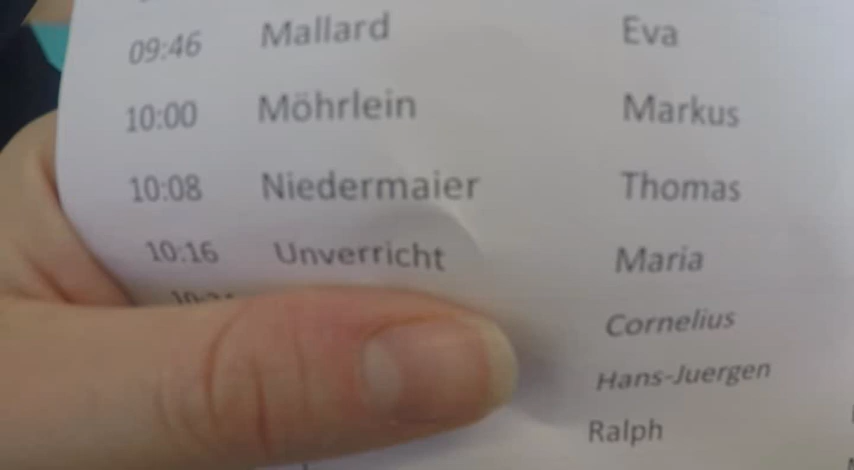 09:46 Mallard Eva
10:00 Möhrlein Markus
10:08 Niedermaier Thomas
10:16 Unverricht Maria
Cornelius
Hans-Juergen
Ralph